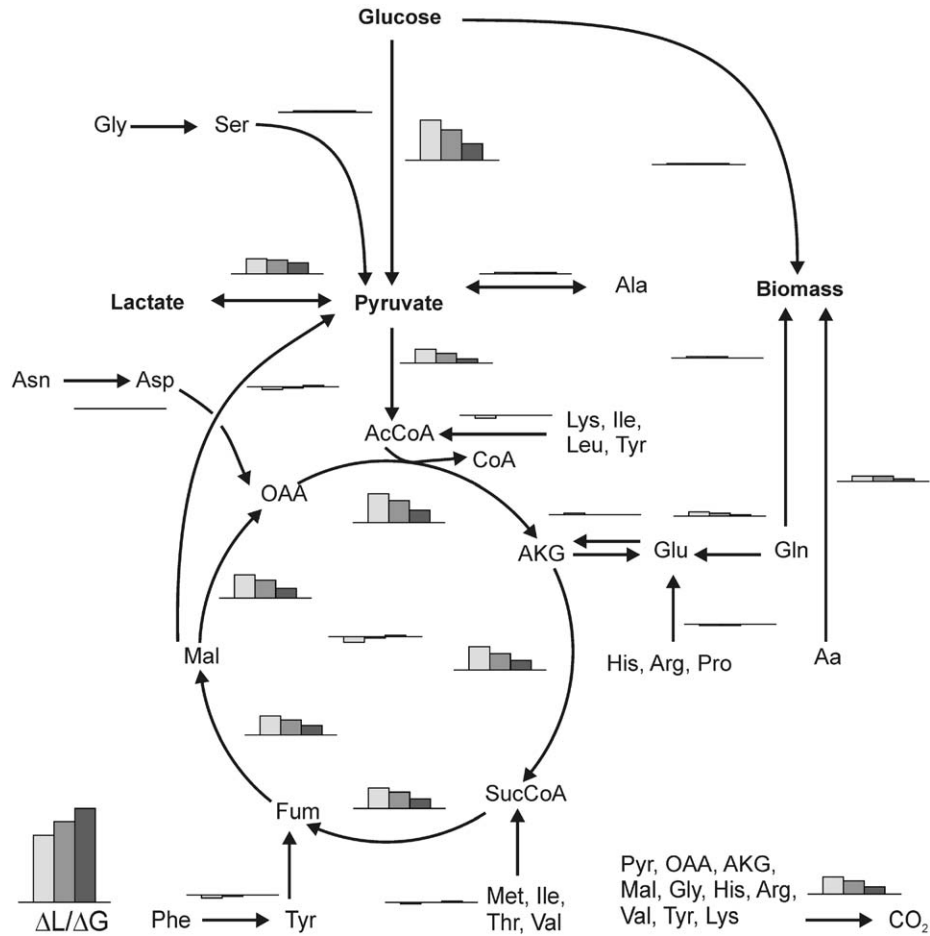 Glucose
Gly
Ser
Lactate
Pyruvate
Ala
Biomass
Asn
Asp
AcCoA
Lys, Ile,
Leu, Tyr
CoA
OAA
AKG
Glu
Gln
Mal
His, Arg, Pro
Aa
SucCoA
Fum
ΔL/ΔG
Phe
Tyr
Met, Ile,
Thr, Val
Pyr, OAA, AKG,
Mal, Gly, His, Arg,
Val, Tyr, Lys
CO₂